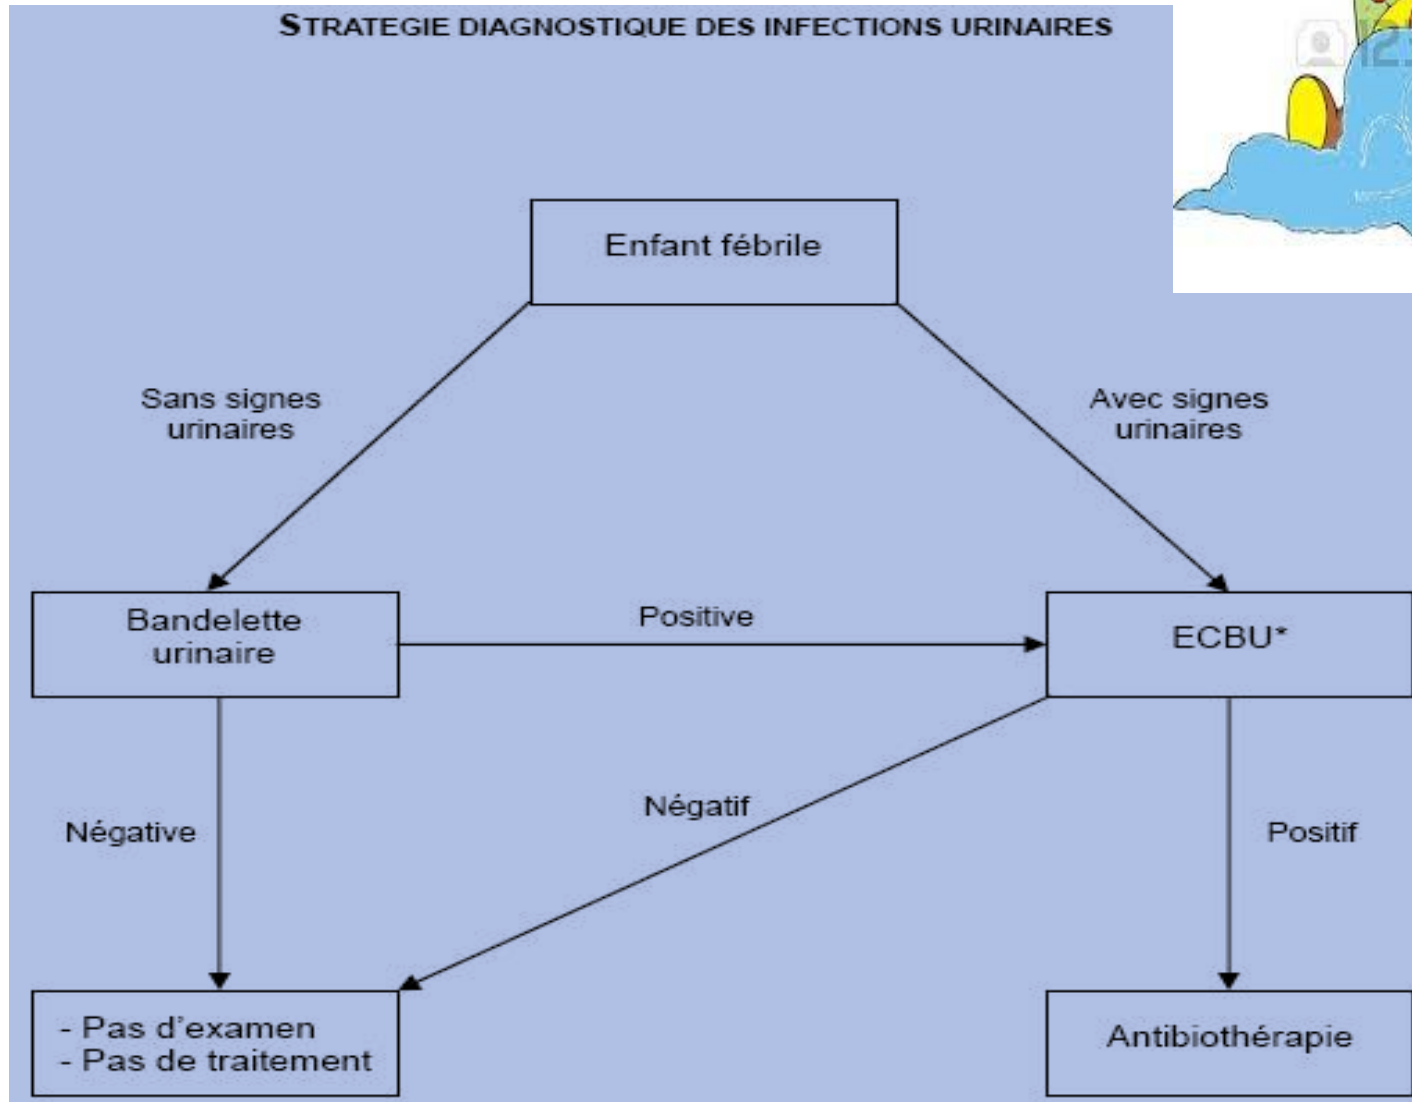 STRATEGIE DIAGNOSTIQUE DES INFECTIONS URINAIRES
123
Enfant fébrile
Sans signes
urinaires
Avec signes
urinaires
Bandelette
urinaire
Positive
ECBU*
Négative
Négatif
Positif
- Pas d'examen
- Pas de traitement
Antibiothérapie